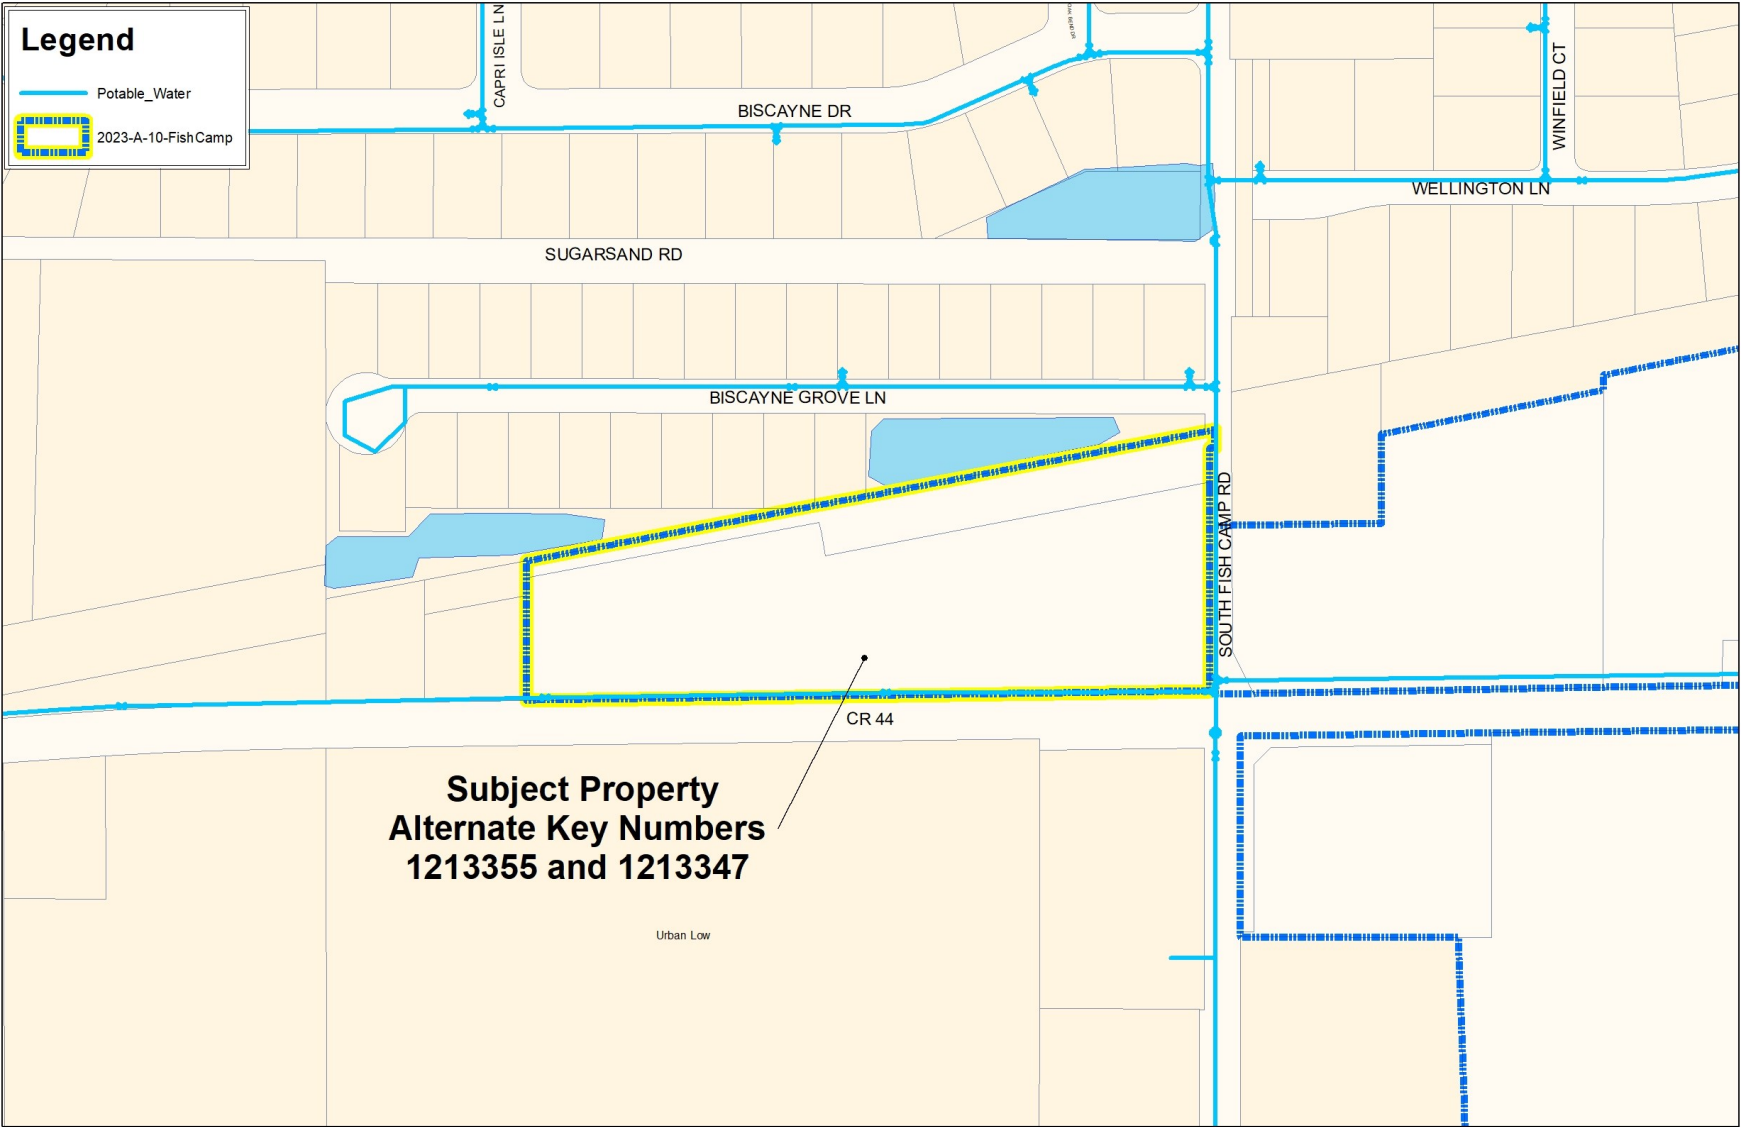 Legend
Potable_Water
2023-A-10-FishCamp
CAPRI ISLE LN
BISCAYNE DR
WINFIELD CT
WELLINGTON LN
SUGARSAND RD
BISCAYNE GROVE LN
SOUTH FISH CAMP RD
CR 44
Subject Property
Alternate Key Numbers
1213355 and 1213347
Urban Low